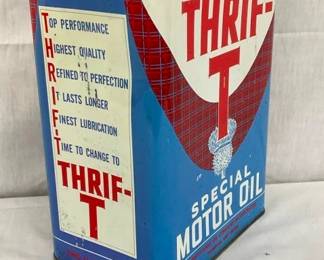 TOP PERFORMANCE
HIGHEST QUALITY
REFINED TO PERFECTION
IT LASTS LONGER
FINEST LUBRICATION
TIME TO CHANGE TO
THRIF-
T
THRIF-
T
SPECIAL
MOTOR OIL